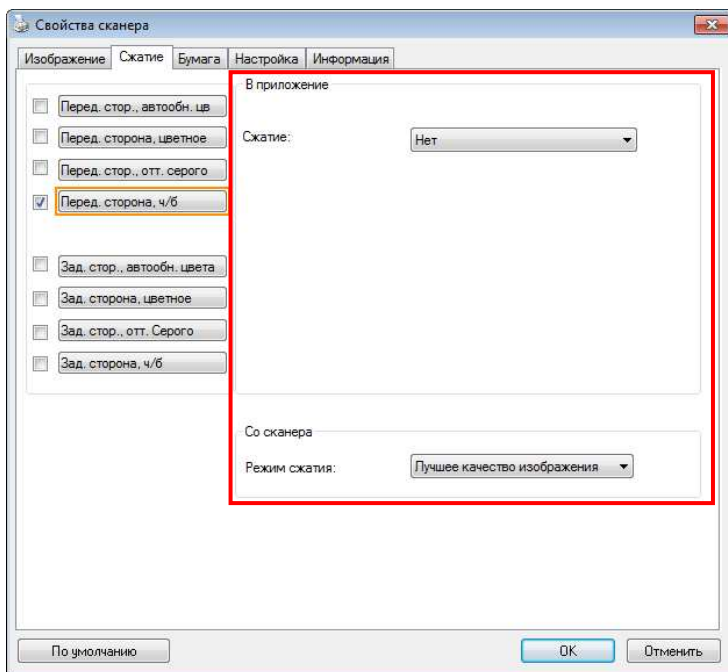 Свойства сканера
Изображение Сжатие Бумага Настройка Информация
Перед. стор., автообн. цв
Перед. сторона, цветное
Перед. стор., отт. серого
Перед. сторона, ч/б
Зад. стор., автообн. цвета
Зад. сторона, цветное
Зад. стор., отт. Серого
Зад. сторона, ч/б
В приложение
Сжатие: Нет
Со сканера
Режим сжатия: Лучшее качество изображения
По умолчанию OK Отменить